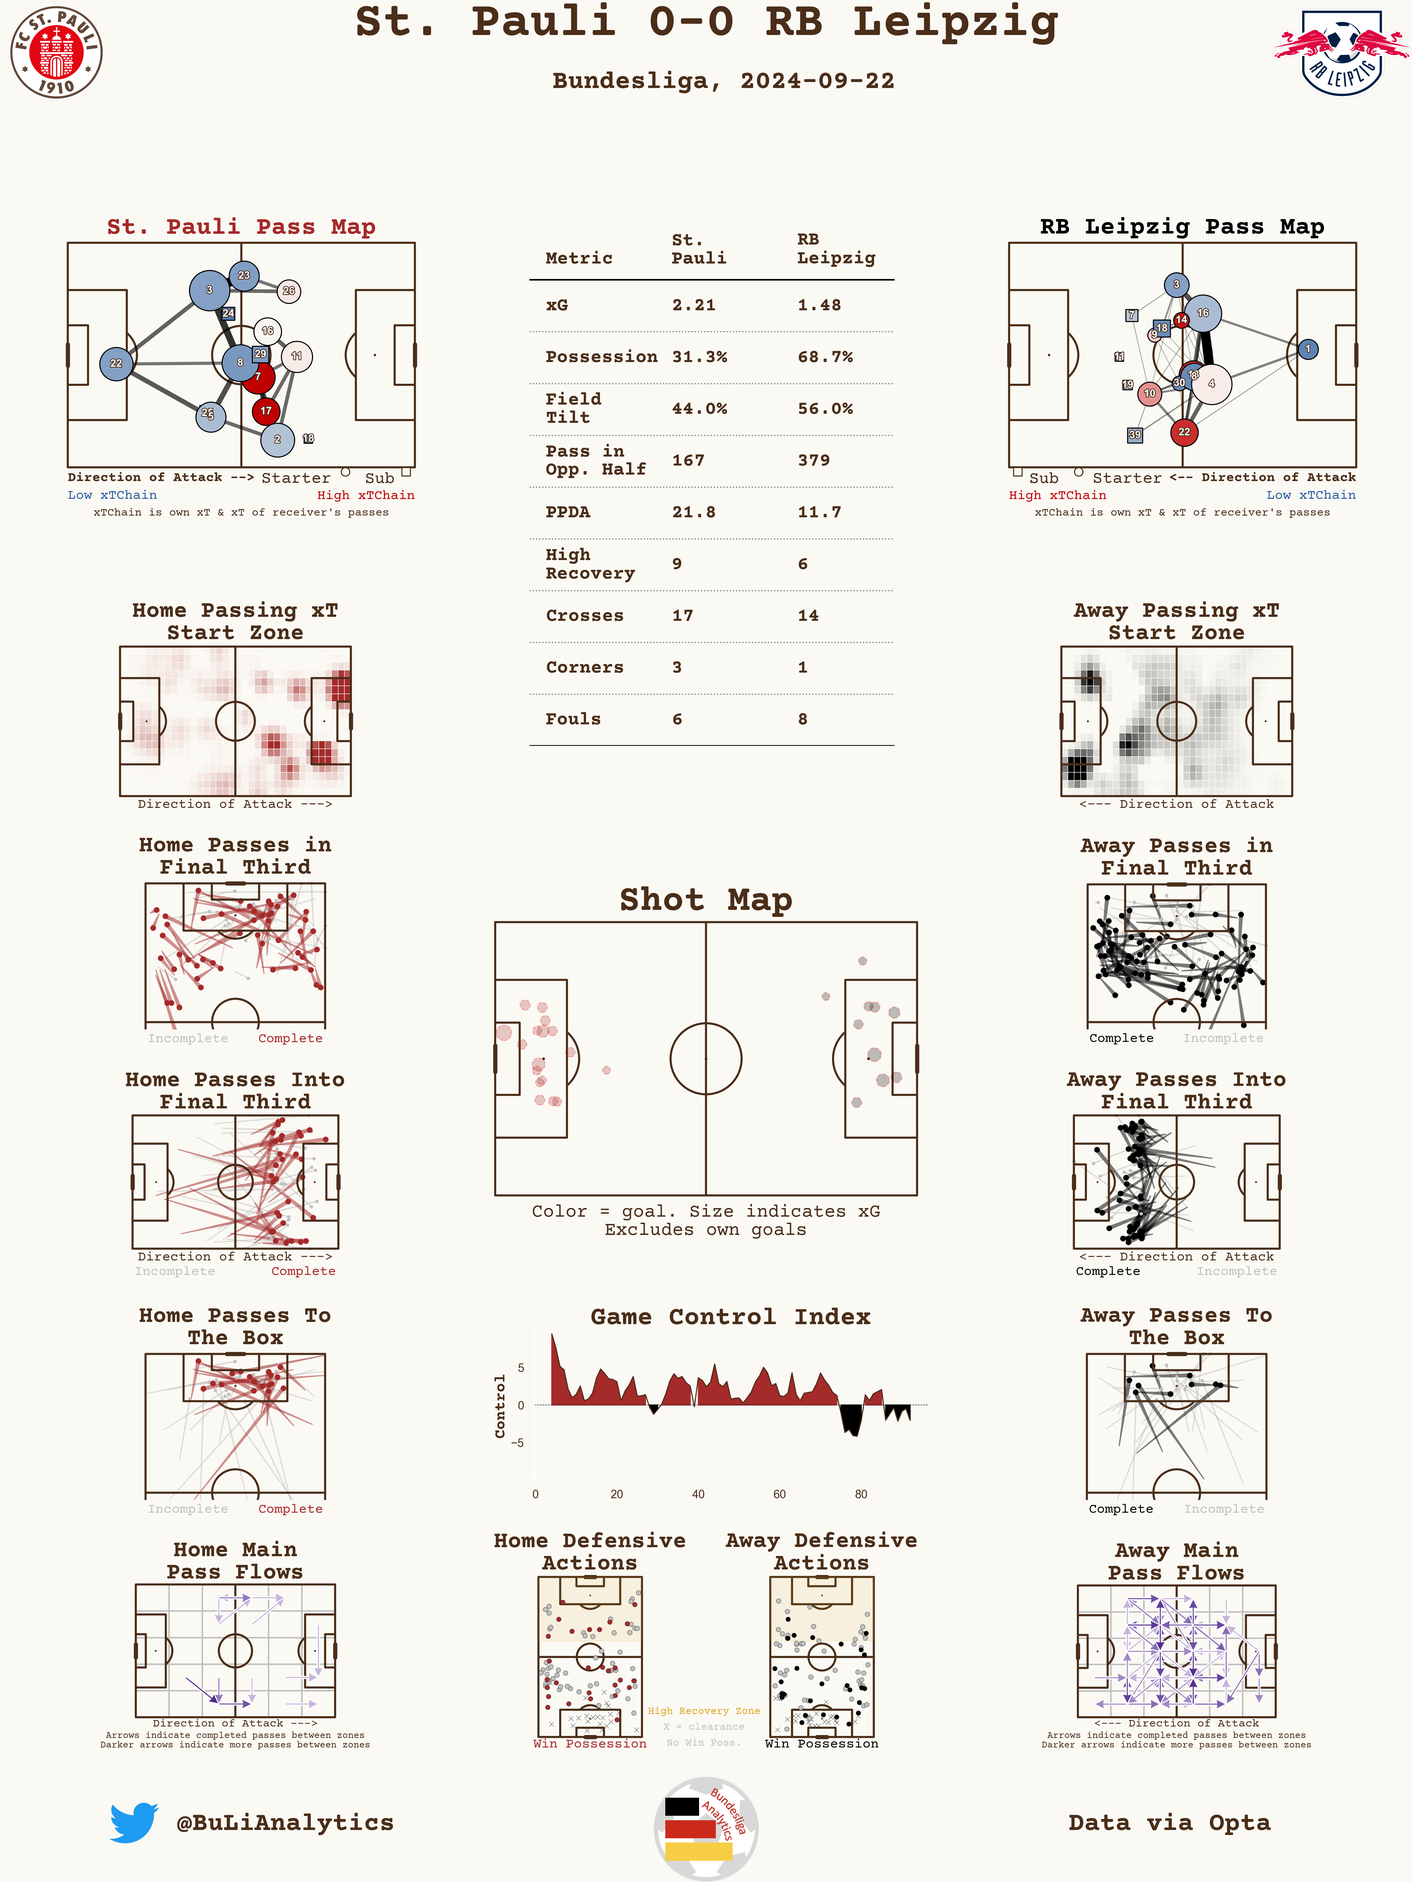 St. Pauli 0-0 RB Leipzig
Bundesliga, 2024-09-22
FC ST. PAULI
1910
RB LEIPZIG
St. Pauli Pass Map
3
23
26
24
16
22
8
29
11
7
17
25
5
2
18
Direction of Attack --> Starter Sub
Low xTChain High xTChain
xTChain is own xT & xT of receiver's passes
Metric St. Pauli RB Leipzig
xG 2.21 1.48
Possession 31.3% 68.7%
Field Tilt 44.0% 56.0%
Pass in Opp. Half 167 379
PPDA 21.8 11.7
High Recovery 9 6
Crosses 17 14
Corners 3 1
Fouls 6 8
RB Leipzig Pass Map
3
7
14
16
18
9
11
1
19
30
4
10
39
22
Sub Starter <-- Direction of Attack
High xTChain Low xTChain
xTChain is own xT & xT of receiver's passes
Home Passing xT
Start Zone
Direction of Attack --->
Away Passing xT
Start Zone
<--- Direction of Attack
Home Passes in
Final Third
Incomplete Complete
Away Passes in
Final Third
Complete Incomplete
Shot Map
Color = goal. Size indicates xG
Excludes own goals
Home Passes Into
Final Third
Direction of Attack --->
Incomplete Complete
Away Passes Into
Final Third
<--- Direction of Attack
Complete Incomplete
Home Passes To
The Box
Incomplete Complete
Game Control Index
Control
5
0
−5
0 20 40 60 80
Away Passes To
The Box
Complete Incomplete
Home Main
Pass Flows
Direction of Attack --->
Arrows indicate completed passes between zones
Darker arrows indicate more passes between zones
Home Defensive
Actions
Win Possession
High Recovery Zone
X = clearance
No Win Poss.
Away Defensive
Actions
Win Possession
Away Main
Pass Flows
<--- Direction of Attack
Arrows indicate completed passes between zones
Darker arrows indicate more passes between zones
@BuLiAnalytics
Bundesliga
Analytics
Data via Opta